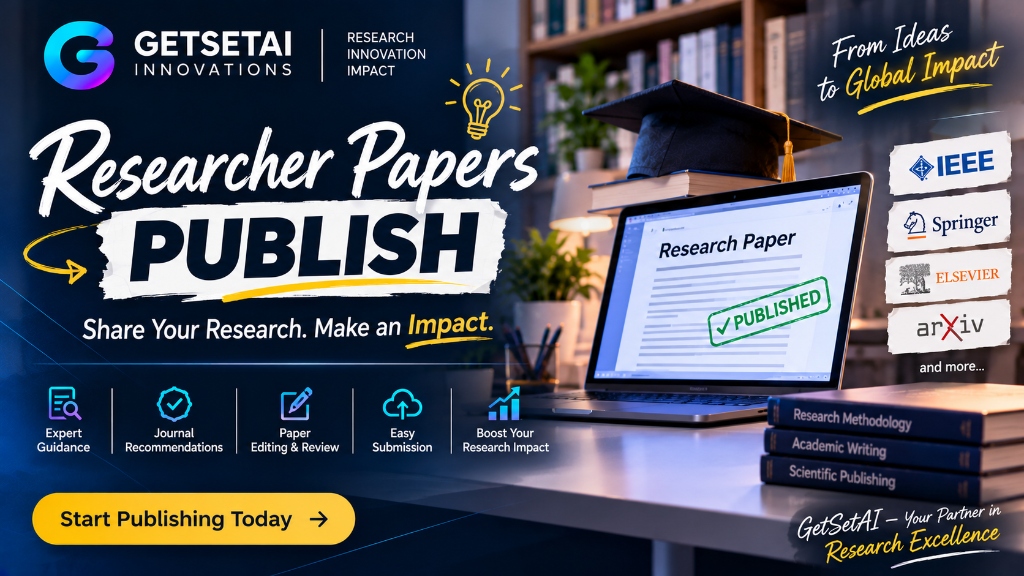 GETSETAI
INNOVATIONS
RESEARCH
INNOVATION
IMPACT
From Ideas
to Global Impact
Researcher Papers
PUBLISH
Share Your Research. Make an Impact.
Expert
Guidance
Journal
Recommendations
Paper
Editing & Review
Easy
Submission
Boost Your
Research Impact
Start Publishing Today →
Research Paper
✓ PUBLISHED
IEEE
Springer
ELSEVIER
arXiv
and more...
Research Methodology
Academic Writing
Scientific Publishing
GetSetAI – Your Partner in
Research Excellence